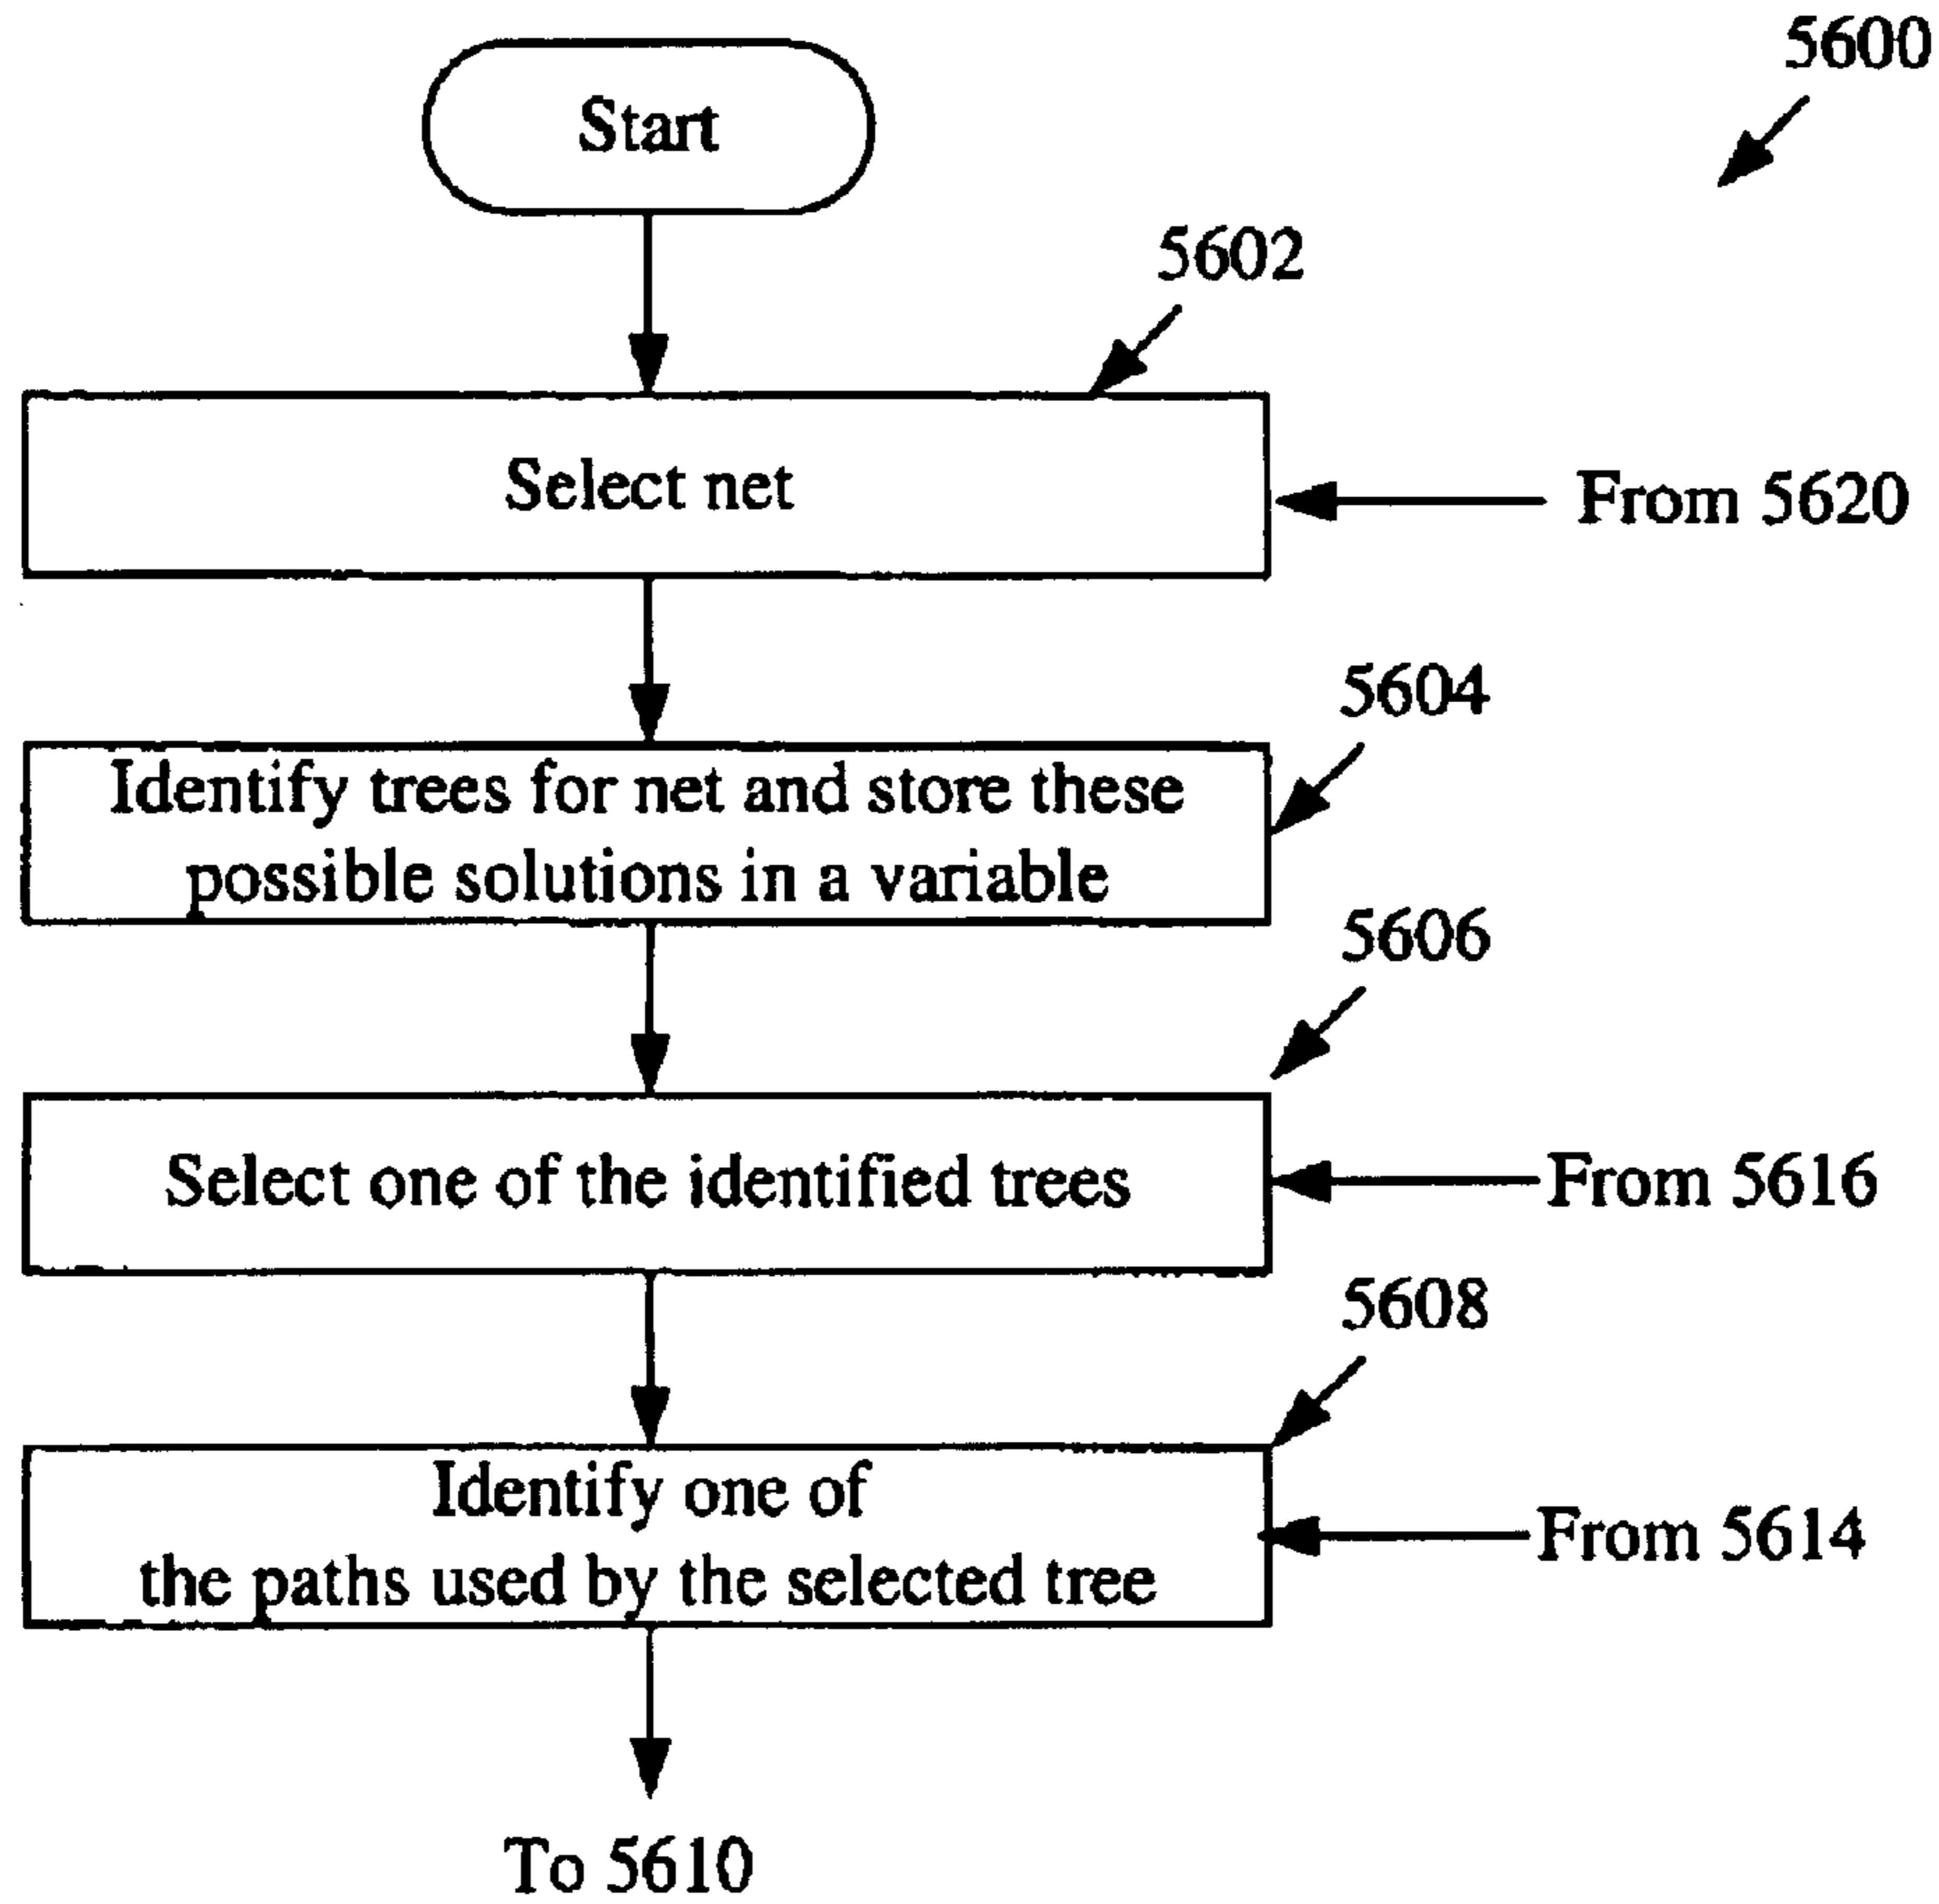 5600
Start
5602
Select net
From 5620
5604
Identify trees for net and store these
possible solutions in a variable
5606
Select one of the identified trees
From 5616
5608
Identify one of
the paths used by the selected tree
From 5614
To 5610